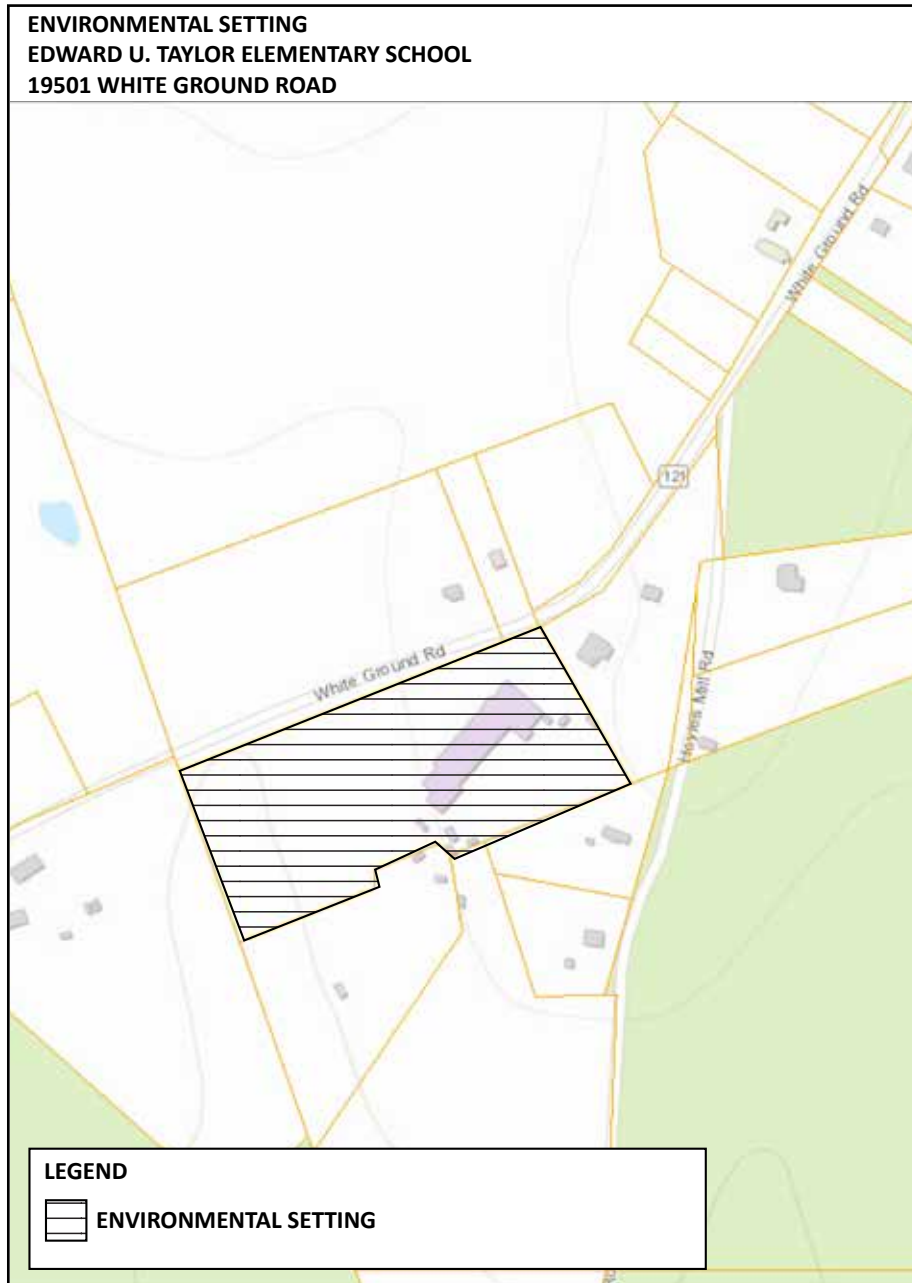 ENVIRONMENTAL SETTING
EDWARD U. TAYLOR ELEMENTARY SCHOOL
19501 WHITE GROUND ROAD
White Ground Rd
121
White Ground Rd
Hoyles Mill Rd
LEGEND
ENVIRONMENTAL SETTING